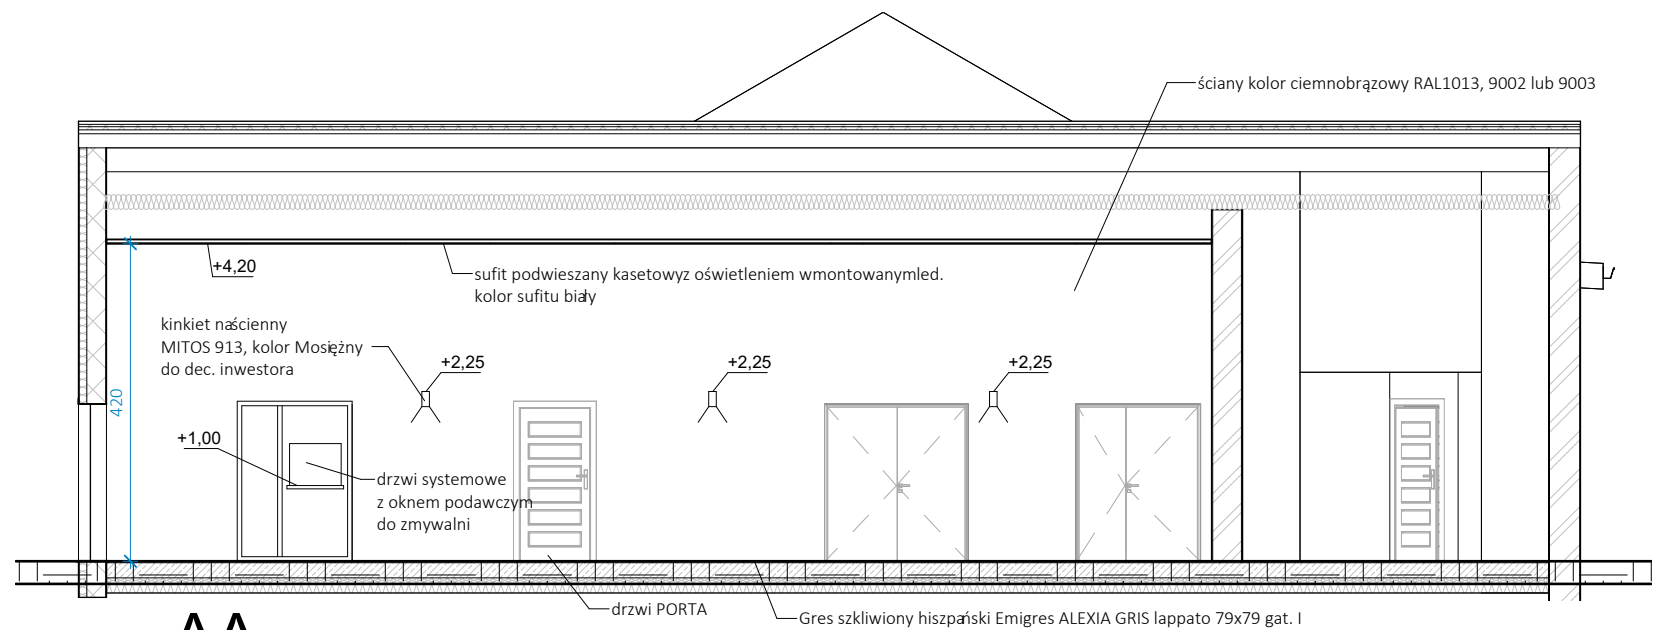 ściany kolor ciemnobrązowy RAL1013, 9002 lub 9003
+4,20
sufit podwieszany kasetowyz oświetleniem wmontowanymled.
kolor sufitu biały
kinkiet naścienny
MITOS 913, kolor Mosiężny
do dec. inwestora
+2,25
+2,25
+2,25
420
+1,00
drzwi systemowe
z oknem podawczym
do zmywalni
drzwi PORTA
Gres szkliwiony hiszpański Emigres ALEXIA GRIS lappato 79x79 gat. I